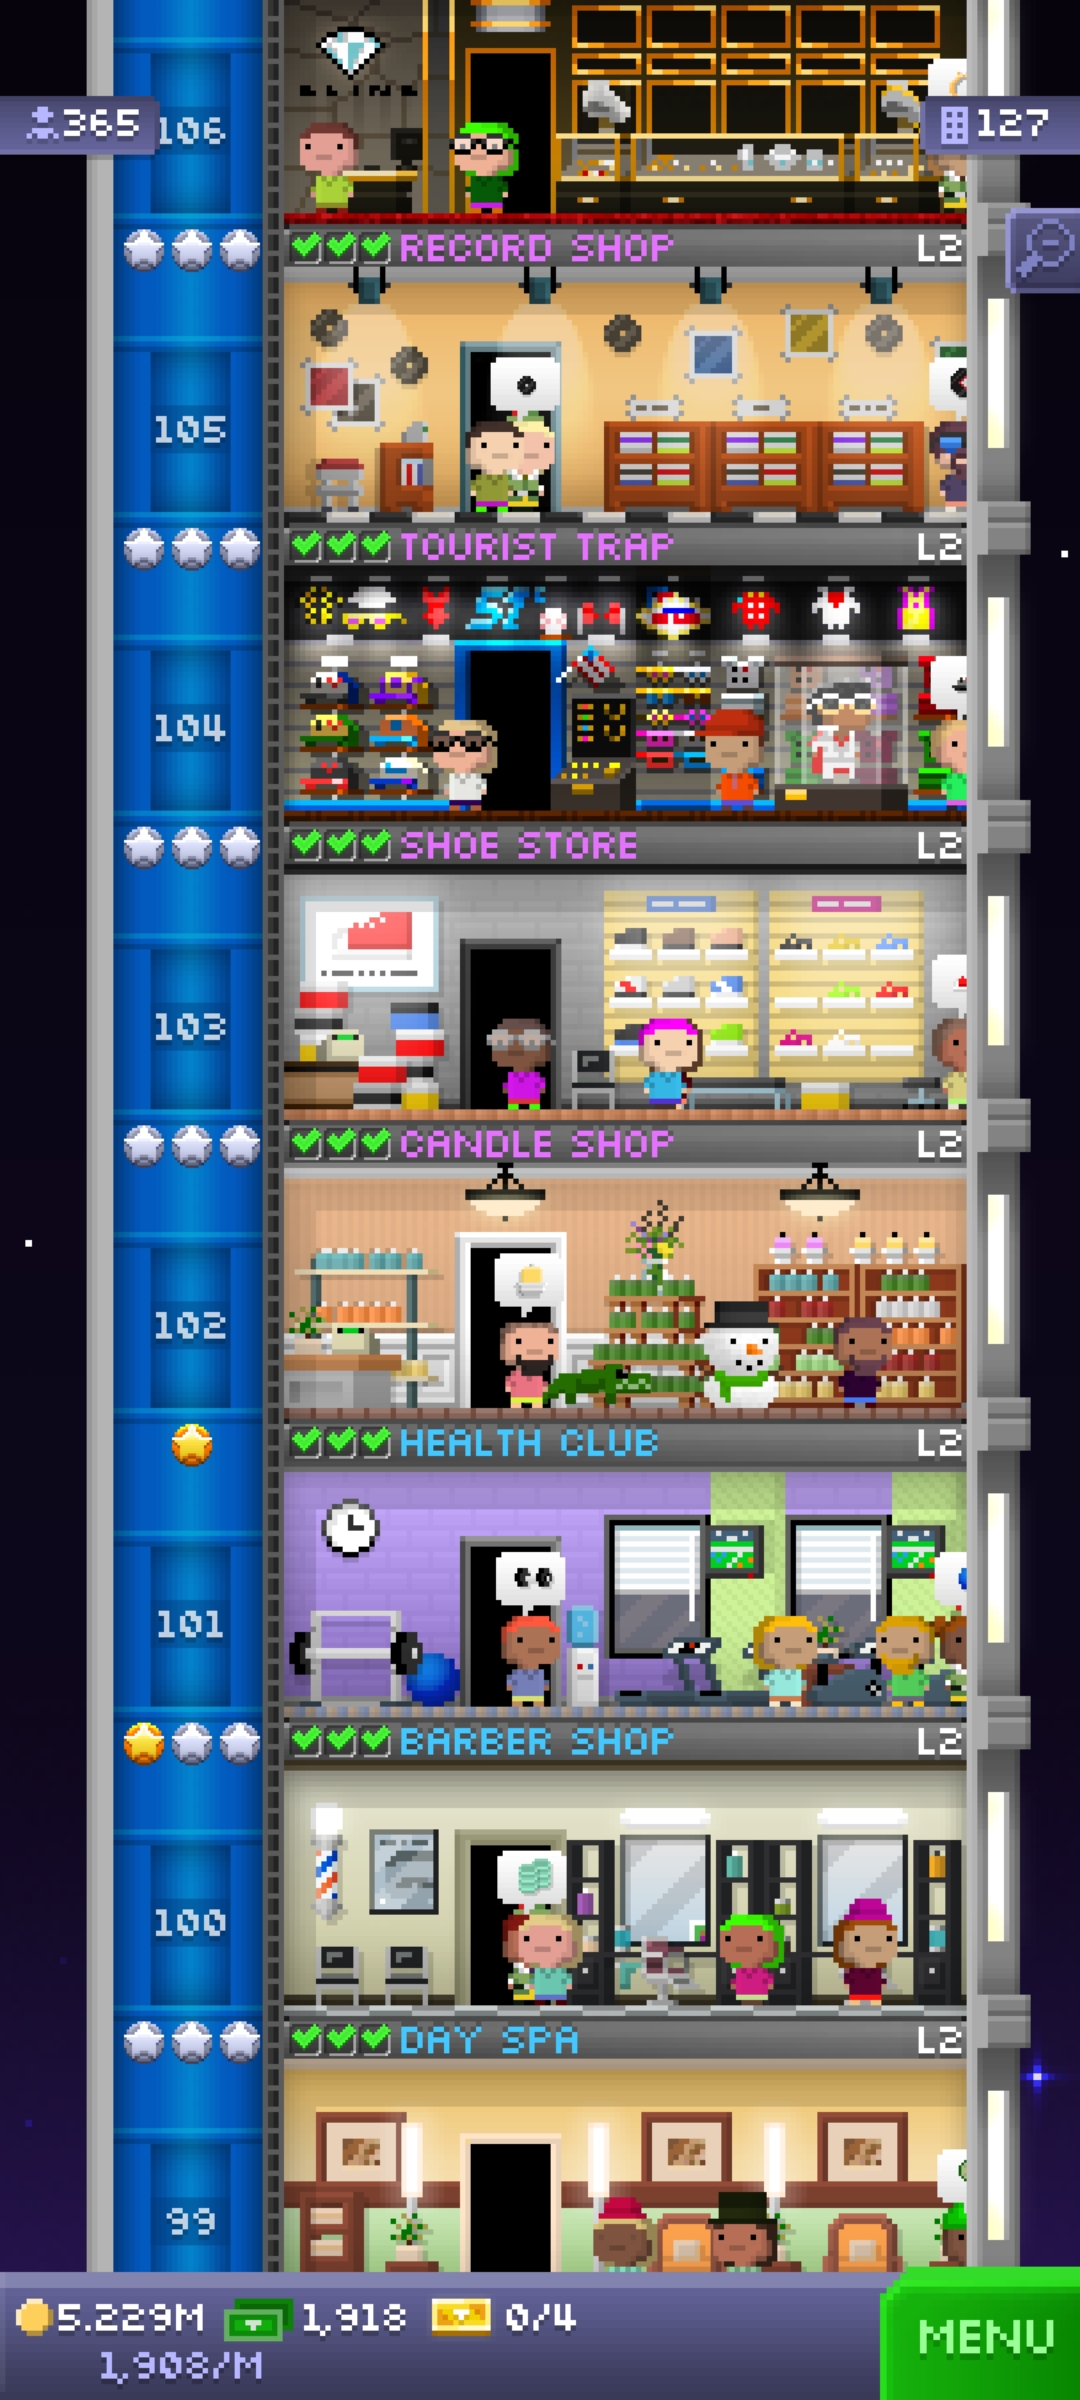 BLING
365
106
127
RECORD SHOP L2
105
TOURIST TRAP L2
104
SHOE STORE L2
103
CANDLE SHOP L2
102
HEALTH CLUB L2
101
BARBER SHOP L2
100
DAY SPA L2
99
5.229M 1,918 0/4
1,908/M
MENU